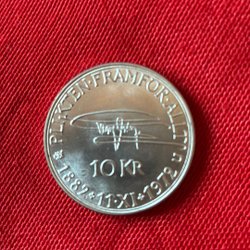 PLIKTEN·FRAMFÖR·ALLT
10 KR
1882*11·XI*1972
U